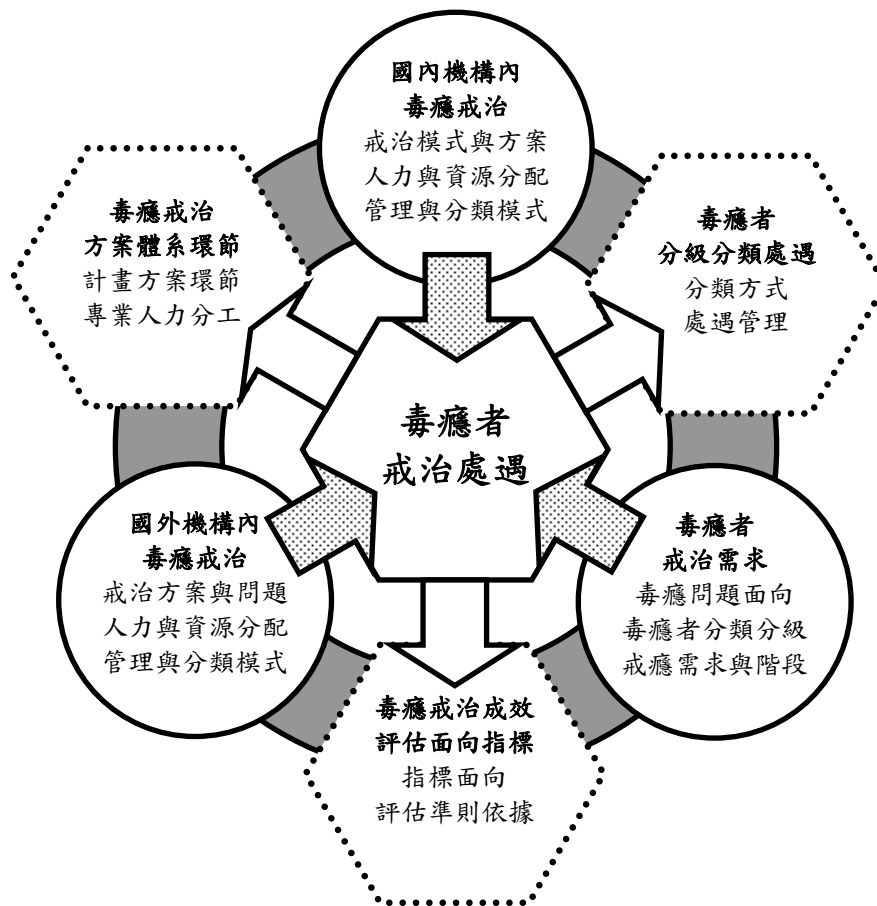 國內機構內
毒癮戒治
戒治模式與方案
人力與資源分配
管理與分類模式
毒癮戒治
方案體系環節
計畫方案環節
專業人力分工
毒癮者
分級分類處遇
分類方式
處遇管理
毒癮者
戒治處遇
國外機構內
毒癮戒治
戒治方案與問題
人力與資源分配
管理與分類模式
毒癮者
戒治需求
毒癮問題面向
毒癮者分類分級
戒癮需求與階段
毒癮戒治成效
評估面向指標
指標面向
評估準則依據